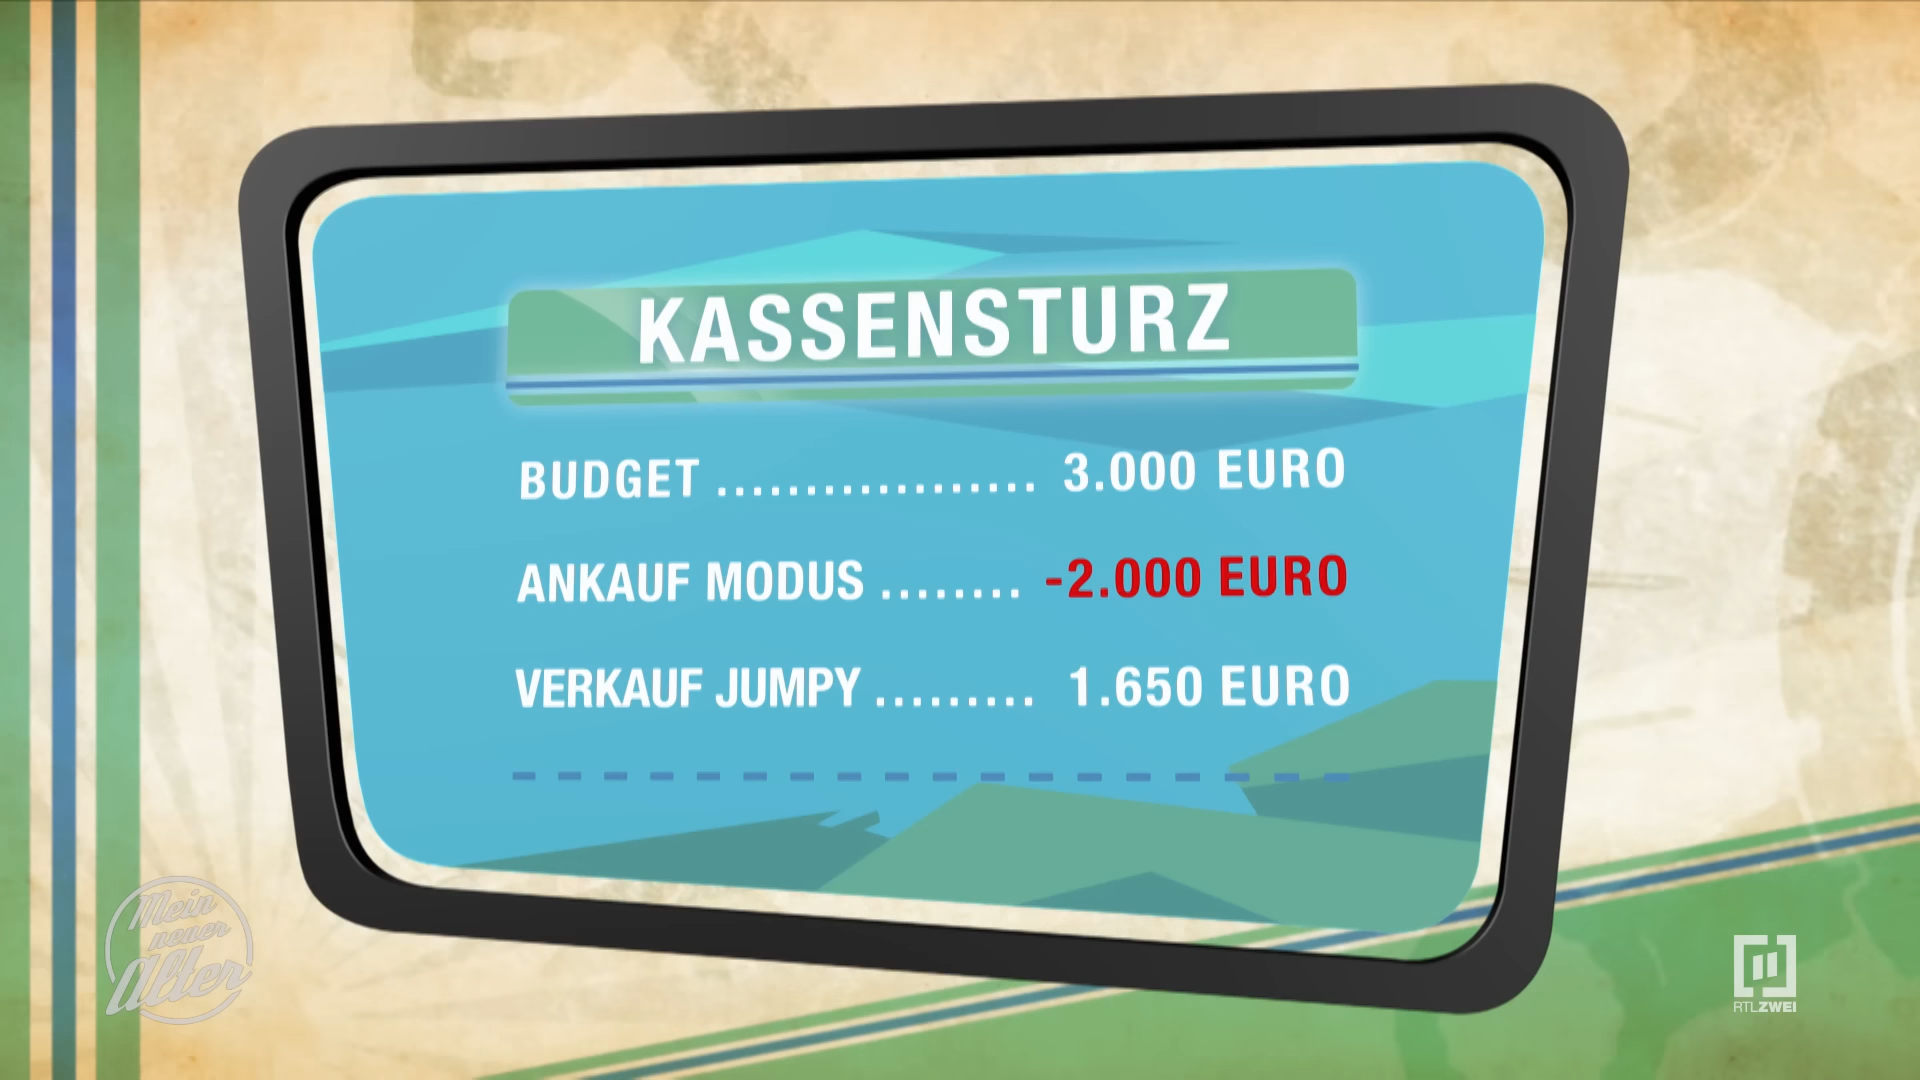 KASSENSTURZ
BUDGET .................. 3.000 EURO
ANKAUF MODUS ........ -2.000 EURO
VERKAUF JUMPY ......... 1.650 EURO
Mein
neuer
Alter
RTLZWEI